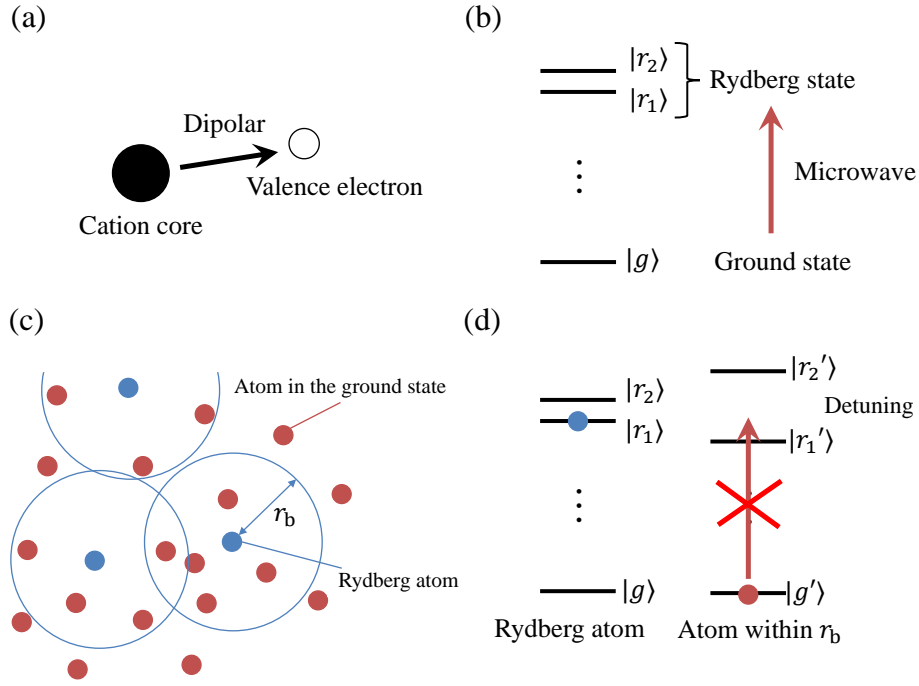 (a)
Dipolar
Valence electron
Cation core
(b)
|r₂⟩
|r₁⟩
Rydberg state
Microwave
|g⟩
Ground state
(c)
Atom in the ground state
r_b
Rydberg atom
(d)
|r₂⟩
|r₁⟩
|r₂′⟩
Detuning
|r₁′⟩
|g⟩
|g′⟩
Rydberg atom
Atom within r_b